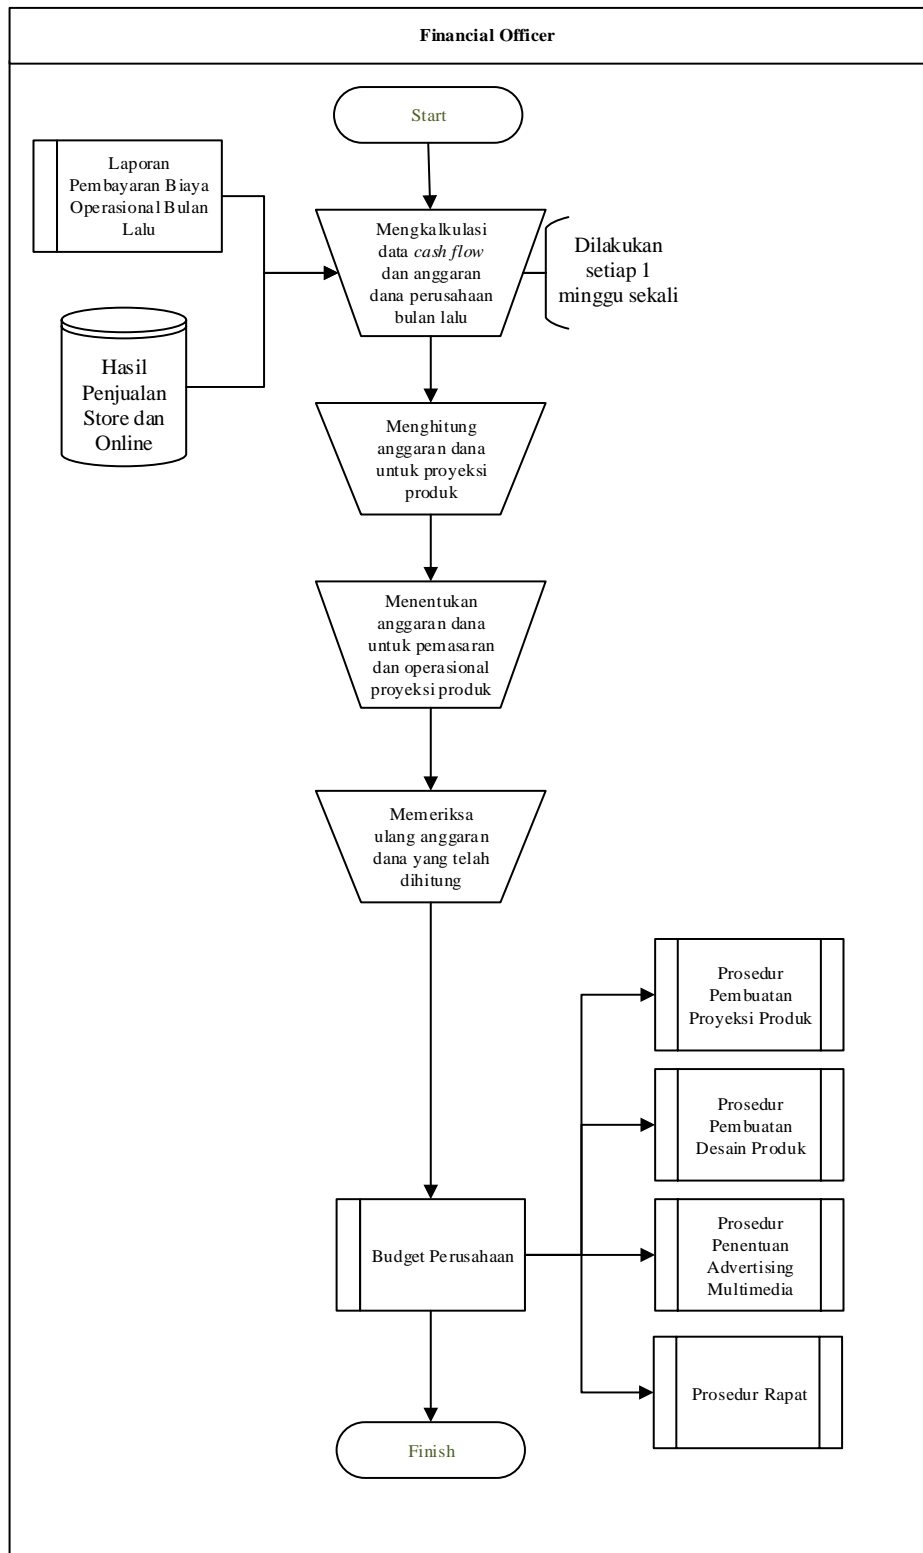 Financial Officer
Start
Laporan
Pembayaran Biaya
Operasional Bulan
Lalu
Mengkalkulasi
data cash flow
dan anggaran
dana perusahaan
bulan lalu
Dilakukan
setiap 1
minggu sekali
Hasil
Penjualan
Store dan
Online
Menghitung
anggaran dana
untuk proyeksi
produk
Menentukan
anggaran dana
untuk pemasaran
dan operasional
proyeksi produk
Memeriksa
ulang anggaran
dana yang telah
dihitung
Prosedur
Pembuatan
Proyeksi Produk
Prosedur
Pembuatan
Desain Produk
Budget Perusahaan
Prosedur
Penentuan
Advertising
Multimedia
Prosedur Rapat
Finish